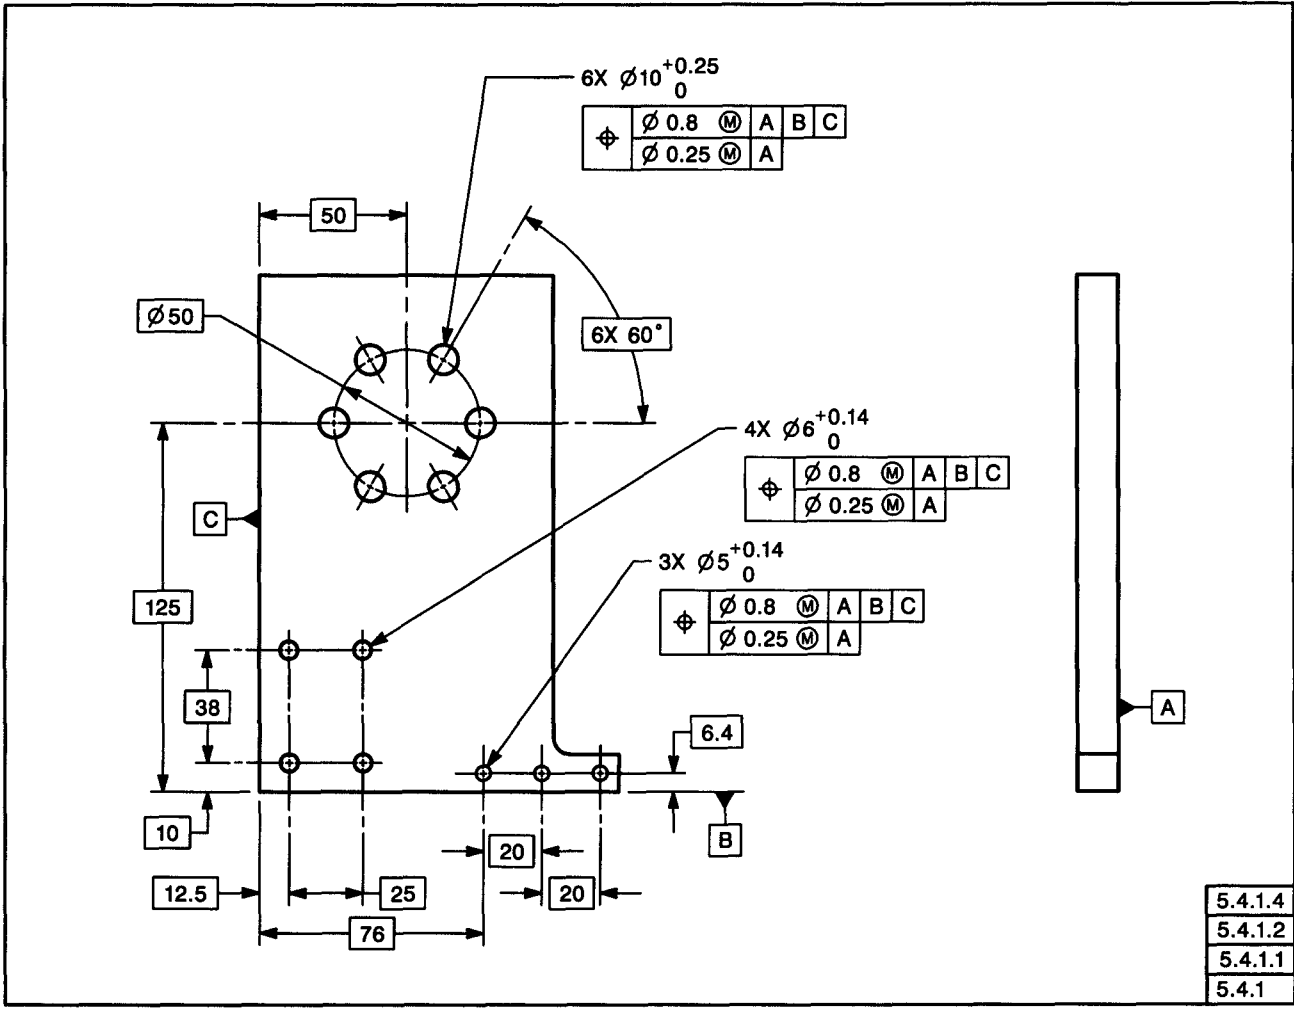 6X ⌀10 +0.25
0
⌖ ⌀ 0.8 Ⓜ A B C
⌀ 0.25 Ⓜ A
50
⌀50
6X 60°
4X ⌀6 +0.14
0
⌖ ⌀ 0.8 Ⓜ A B C
⌀ 0.25 Ⓜ A
C
3X ⌀5 +0.14
0
⌖ ⌀ 0.8 Ⓜ A B C
⌀ 0.25 Ⓜ A
125
38
A
6.4
10
B
20
12.5
25
20
76
5.4.1.4
5.4.1.2
5.4.1.1
5.4.1